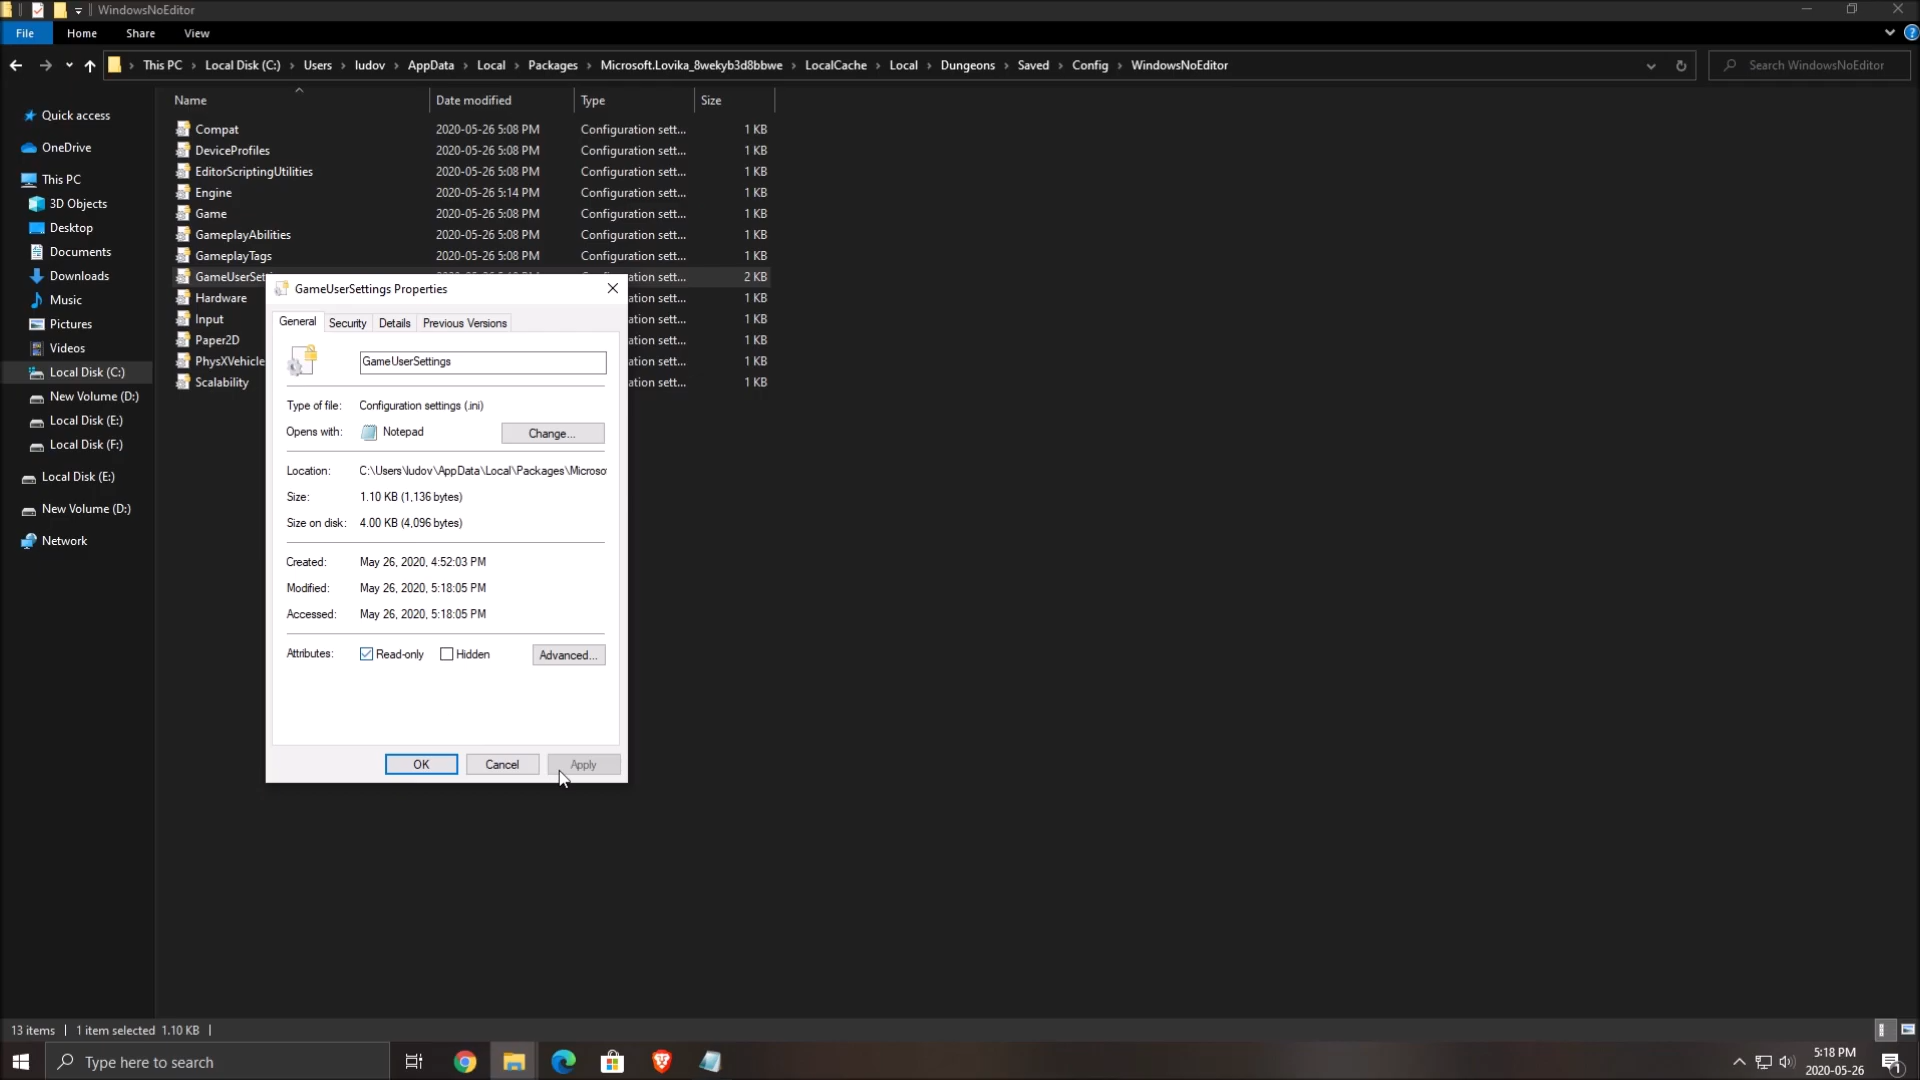 WindowsNoEditor
File Home Share View
This PC Local Disk (C:) Users ludov AppData Local Packages Microsoft.Lovika_8wekyb3d8bbwe LocalCache Local Dungeons Saved Config WindowsNoEditor Search WindowsNoEditor
Name Date modified Type Size
Quick access
OneDrive
This PC
3D Objects
Desktop
Documents
Downloads
Music
Pictures
Videos
Local Disk (C:)
New Volume (D:)
Local Disk (E:)
Local Disk (F:)
Local Disk (E:)
New Volume (D:)
Network
Compat 2020-05-26 5:08 PM Configuration sett... 1 KB
DeviceProfiles 2020-05-26 5:08 PM Configuration sett... 1 KB
EditorScriptingUtilities 2020-05-26 5:08 PM Configuration sett... 1 KB
Engine 2020-05-26 5:14 PM Configuration sett... 1 KB
Game 2020-05-26 5:08 PM Configuration sett... 1 KB
GameplayAbilities 2020-05-26 5:08 PM Configuration sett... 1 KB
GameplayTags 2020-05-26 5:08 PM Configuration sett... 1 KB
GameUserSett 2 KB
Hardware ation sett... 1 KB
Input ation sett... 1 KB
Paper2D ation sett... 1 KB
PhysXVehicle ation sett... 1 KB
Scalability ation sett... 1 KB
GameUserSettings Properties
General Security Details Previous Versions
GameUserSettings
Type of file: Configuration settings (.ini)
Opens with: Notepad Change...
Location: C:\Users\ludov\AppData\Local\Packages\Microso
Size: 1.10 KB (1,136 bytes)
Size on disk: 4.00 KB (4,096 bytes)
Created: May 26, 2020, 4:52:03 PM
Modified: May 26, 2020, 5:18:05 PM
Accessed: May 26, 2020, 5:18:05 PM
Attributes: Read-only Hidden Advanced...
OK Cancel Apply
13 items 1 item selected 1.10 KB
Type here to search
5:18 PM
2020-05-26
1